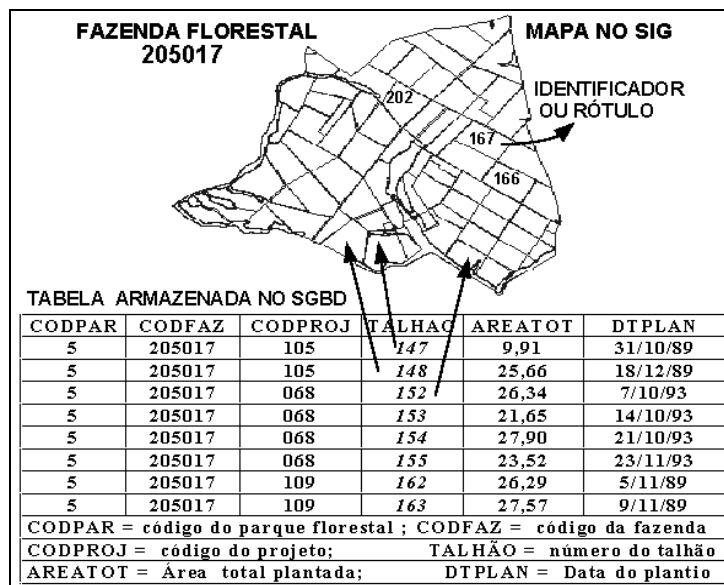 FAZENDA FLORESTAL
205017
MAPA NO SIG
202
IDENTIFICADOR
OU RÓTULO
167
166
TABELA ARMAZENADA NO SGBD
CODPAR CODFAZ CODPROJ TALHAO AREATOT DTPLAN
5 205017 105 147 9,91 31/10/89
5 205017 105 148 25,66 18/12/89
5 205017 068 152 26,34 7/10/93
5 205017 068 153 21,65 14/10/93
5 205017 068 154 27,90 21/10/93
5 205017 068 155 23,52 23/11/93
5 205017 109 162 26,29 5/11/89
5 205017 109 163 27,57 9/11/89
CODPAR = código do parque florestal ; CODFAZ = código da fazenda
CODPROJ = código do projeto; TALHÃO = número do talhão
AREATOT = Área total plantada; DTPLAN = Data do plantio